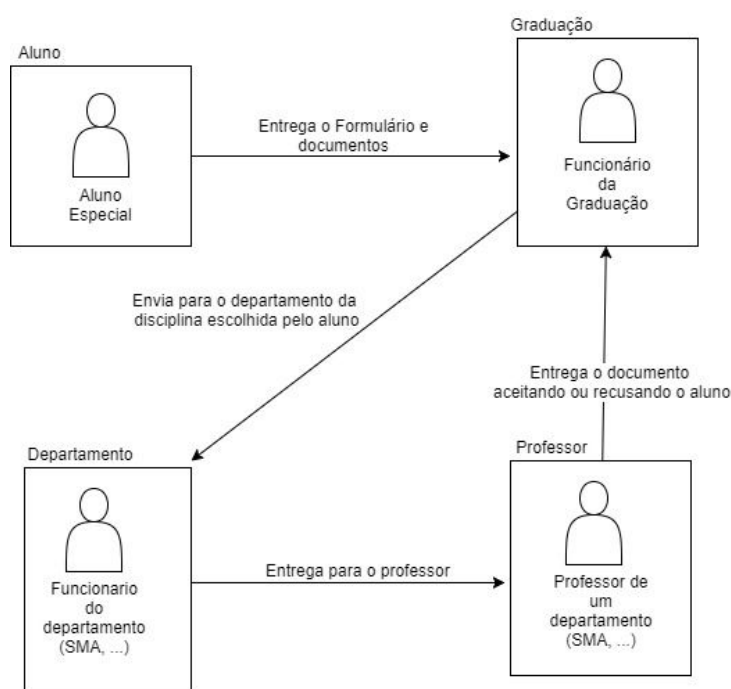 Aluno
Aluno
Especial
Entrega o Formulário e
documentos
Graduação
Funcionário
da
Graduação
Envia para o departamento da
disciplina escolhida pelo aluno
Entrega o documento
aceitando ou recusando o aluno
Departamento
Funcionario
do
departamento
(SMA, ...)
Entrega para o professor
Professor
Professor de
um
departamento
(SMA, ...)